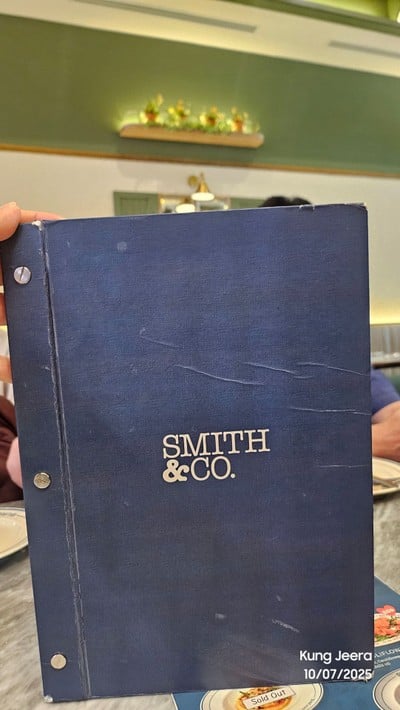 SMITH
&CO.
Kung Jeera
10/07/2025
Sold Out